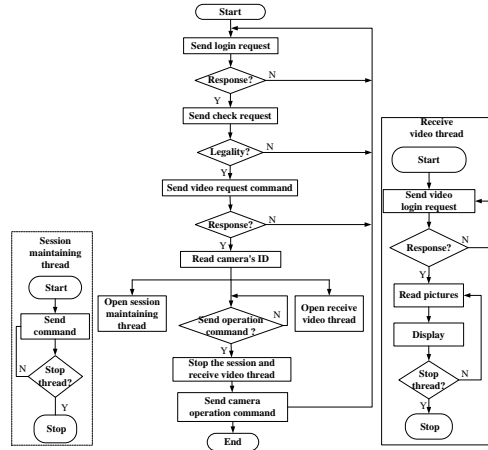 Start
Send login request
Response?
N
Y
Send check request
Legality?
N
Y
Send video request command
Response?
N
Y
Read camera's ID
Open session
maintaining
thread
Send operation
command ?
N
Open receive
video thread
Y
Stop the session and
receive video thread
Send camera
operation command
End
Session
maintaining
thread
Start
Send
command
Stop
thread?
N
Y
Stop
Receive
video thread
Start
Send video
login request
N
Response?
Y
Read pictures
Display
Stop
thread?
N
Y
Stop